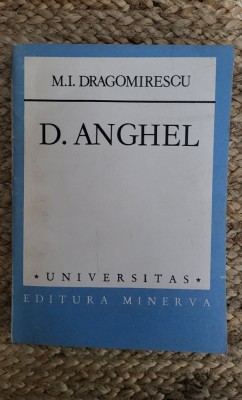 M.I. DRAGOMIRESCU
D. ANGHEL
* UNIVERSITAS *
EDITURA MINERVA